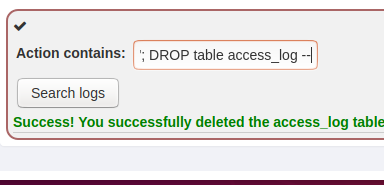 Action contains: '; DROP table access_log --
Search logs
Success! You successfully deleted the access_log table